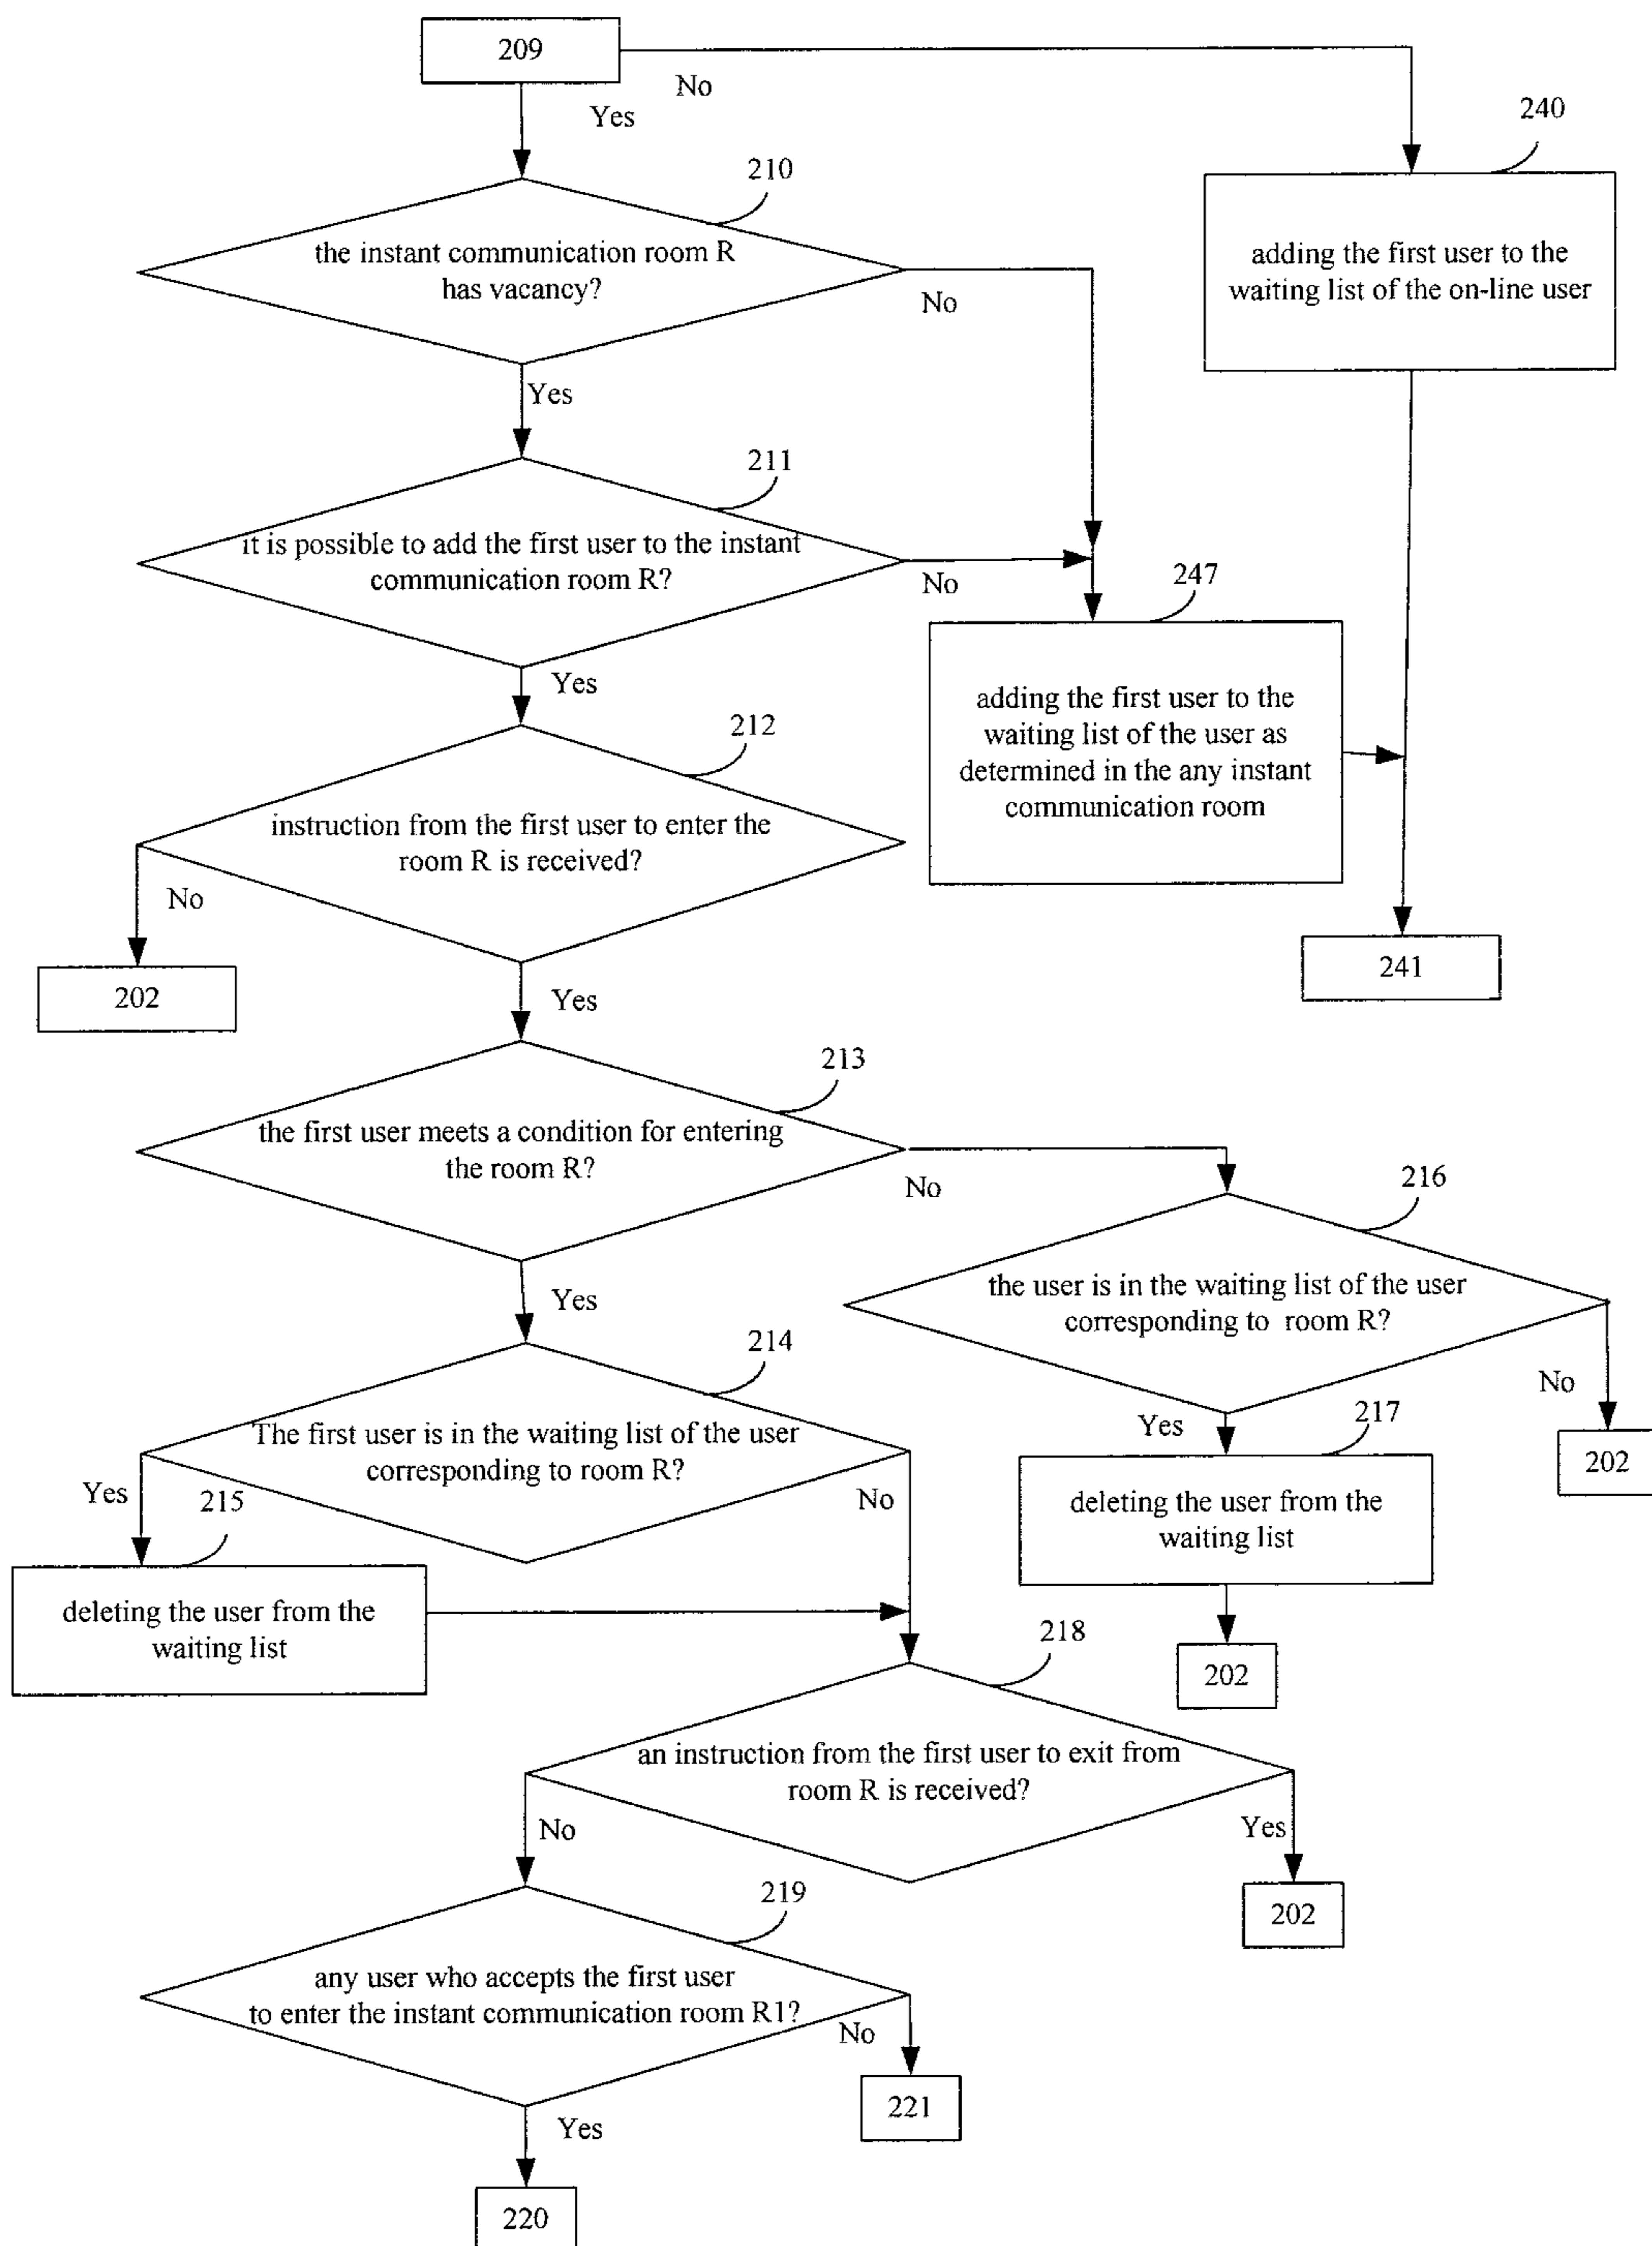 209
No
Yes
240
210
the instant communication room R
has vacancy?
adding the first user to the
waiting list of the on-line user
No
Yes
211
it is possible to add the first user to the instant
communication room R?
No
247
Yes
adding the first user to the
waiting list of the user as
determined in the any instant
communication room
212
instruction from the first user to enter the
room R is received?
No
241
202
Yes
213
the first user meets a condition for entering
the room R?
No
216
the user is in the waiting list of the user
corresponding to room R?
Yes
214
No
Yes
217
The first user is in the waiting list of the user
corresponding to room R?
202
Yes
215
No
deleting the user from the
waiting list
deleting the user from the
waiting list
218
202
an instruction from the first user to exit from
room R is received?
No
Yes
219
202
any user who accepts the first user
to enter the instant communication room R1?
No
221
Yes
220